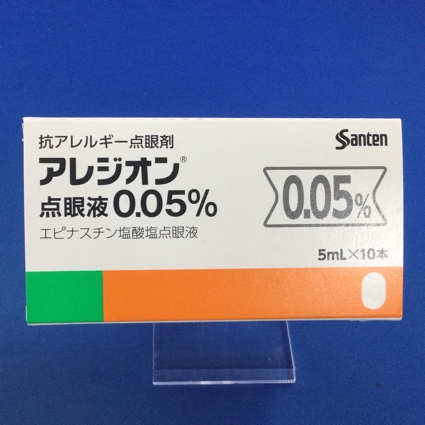 抗アレルギー点眼剤
Santen
アレジオン®
点眼液0.05%
0.05%
エピナスチン塩酸塩点眼液
5mL×10本